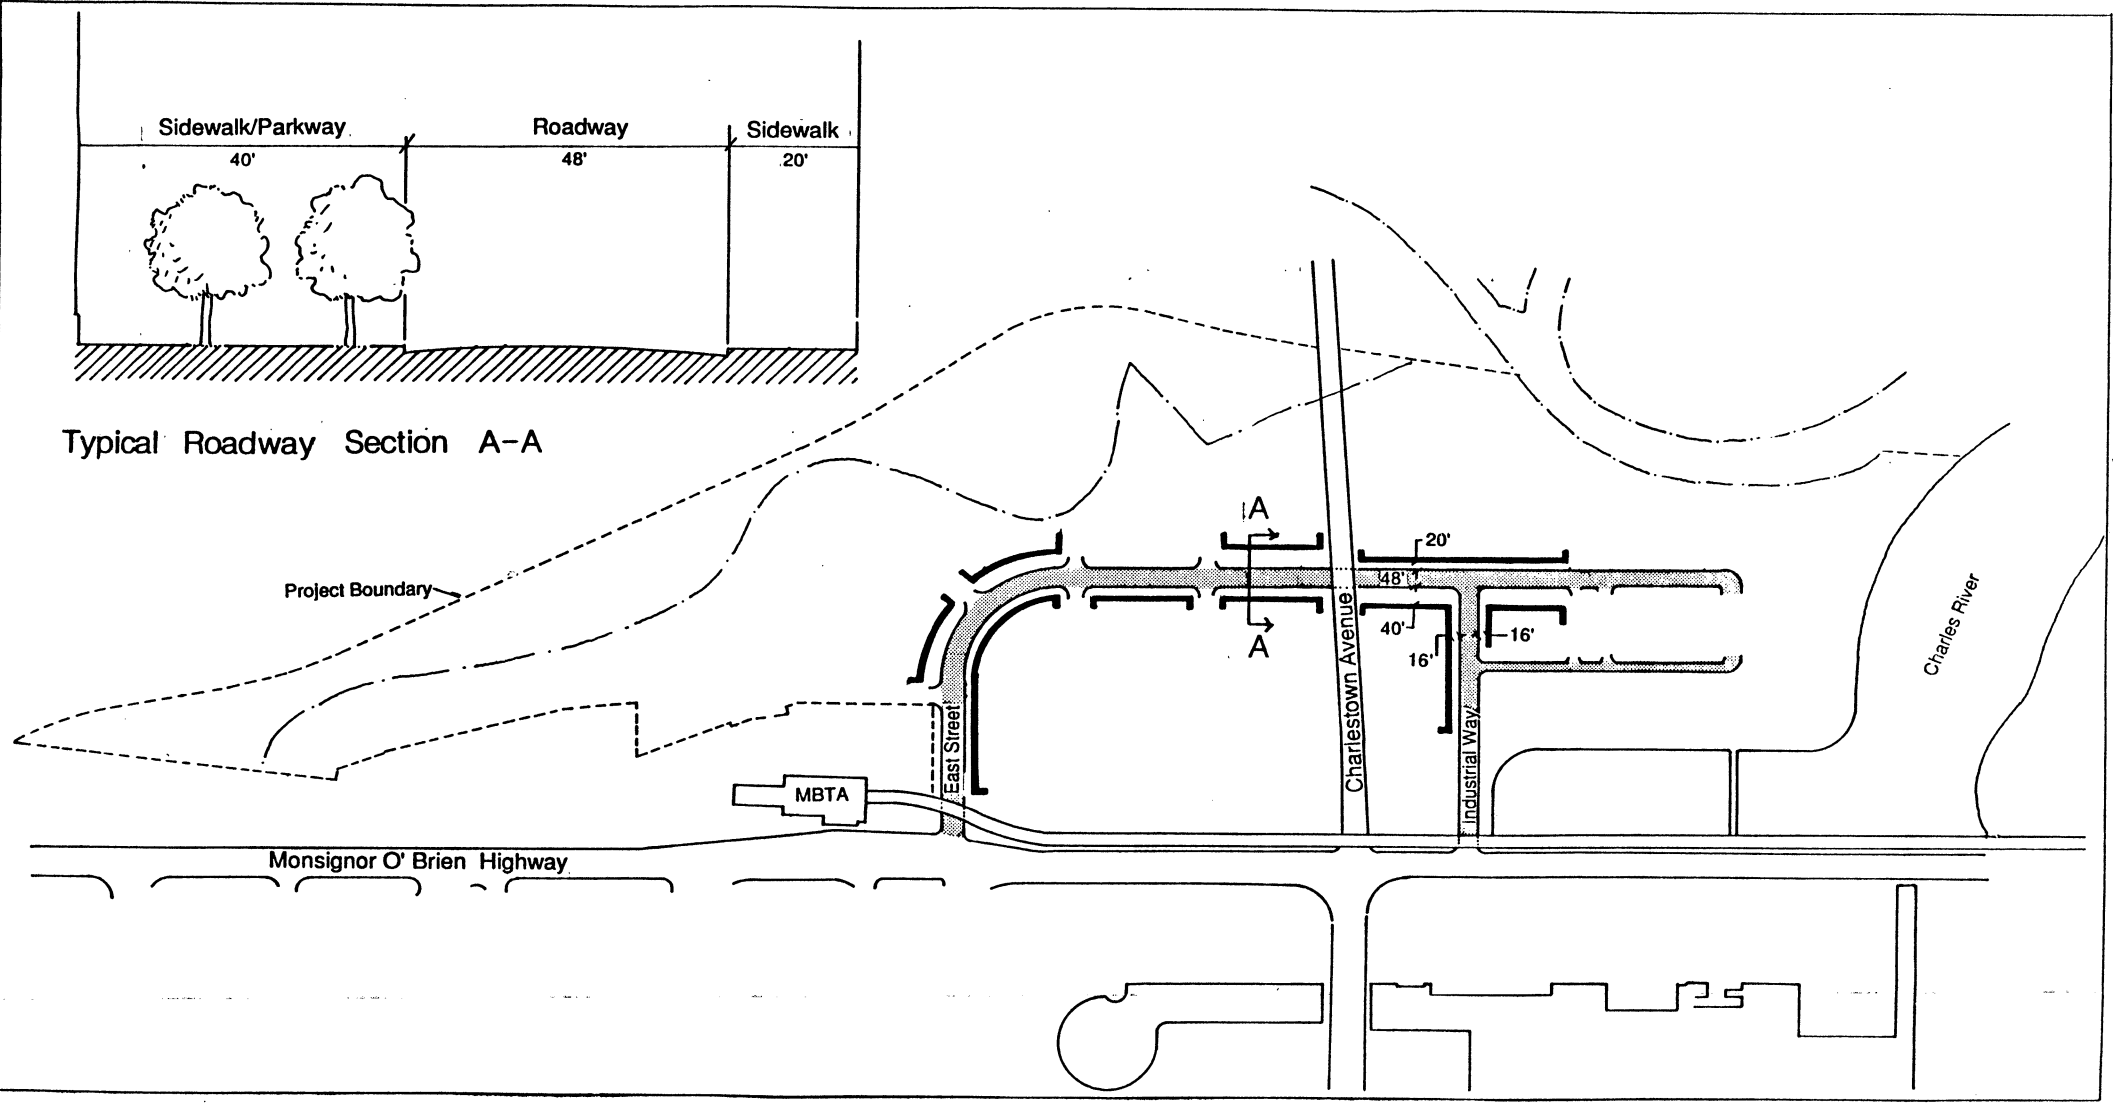 Sidewalk/Parkway Roadway Sidewalk
40' 48' 20'
Typical Roadway Section A-A
Project Boundary
A
20'
48'
40'
A
16'
16'
Charlestown Avenue
Industrial Way
East Street
Charles River
MBTA
Monsignor O' Brien Highway